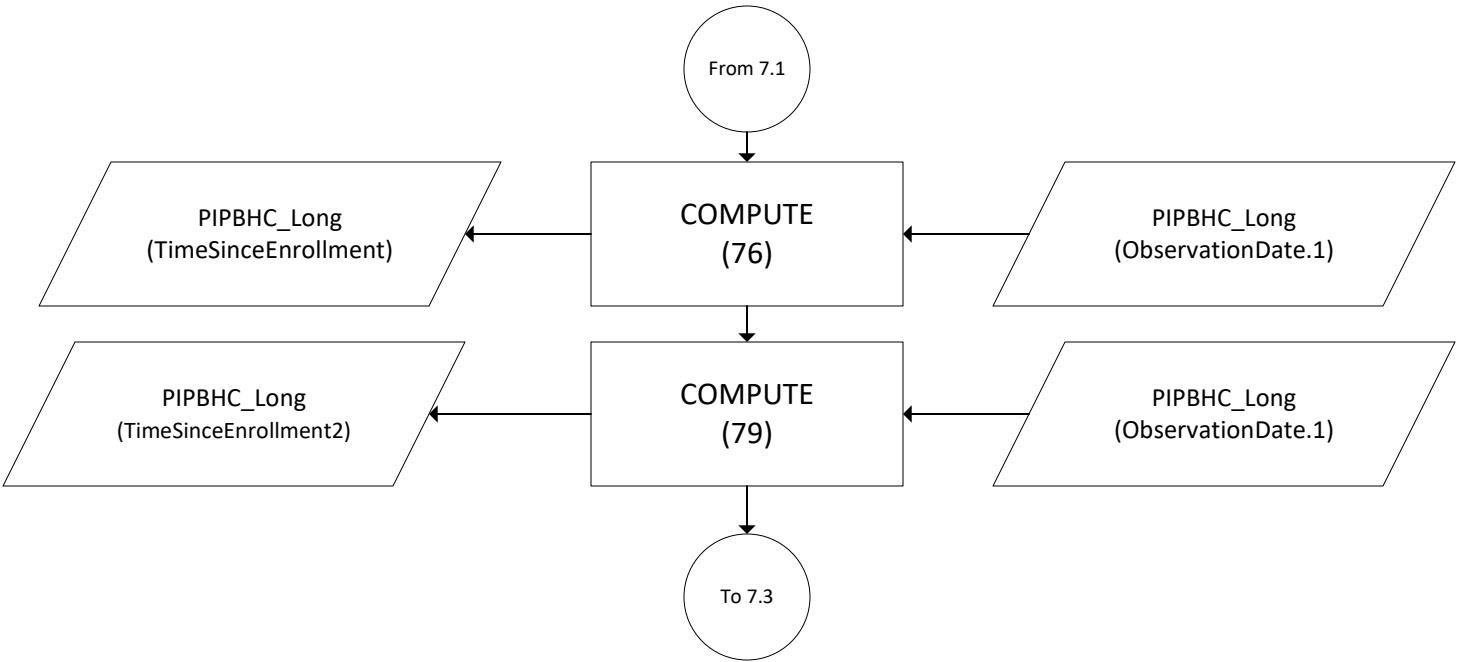 From 7.1
PIPBHC_Long
(TimeSinceEnrollment)
COMPUTE
(76)
PIPBHC_Long
(ObservationDate.1)
PIPBHC_Long
(TimeSinceEnrollment2)
COMPUTE
(79)
PIPBHC_Long
(ObservationDate.1)
To 7.3